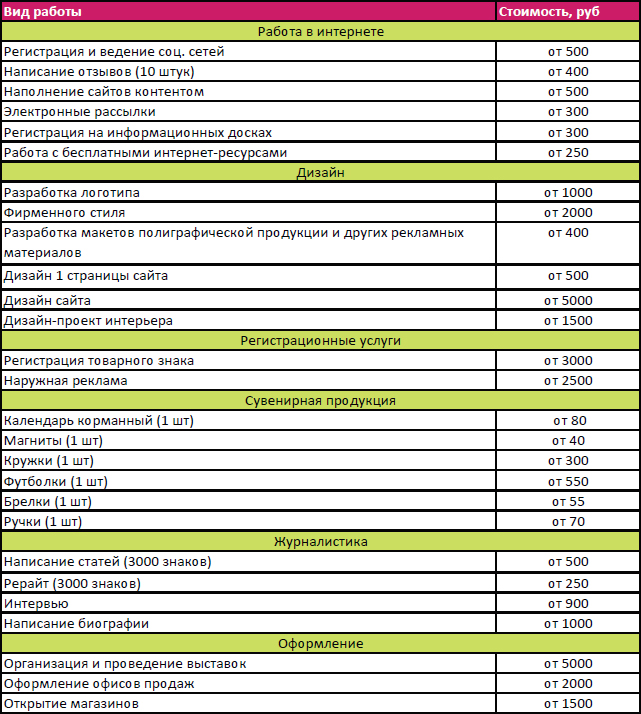 Вид работы Стоимость, руб
Работа в интернете
Регистрация и ведение соц. сетей от 500
Написание отзывов (10 штук) от 400
Наполнение сайтов контентом от 500
Электронные рассылки от 300
Регистрация на информационных досках от 300
Работа с бесплатными интернет-ресурсами от 250
Дизайн
Разработка логотипа от 1000
Фирменного стиля от 2000
Разработка макетов полиграфической продукции и других рекламных от 400
материалов
Дизайн 1 страницы сайта от 500
Дизайн сайта от 5000
Дизайн-проект интерьера от 1500
Регистрационные услуги
Регистрация товарного знака от 3000
Наружная реклама от 2500
Сувенирная продукция
Календарь корманный (1 шт) от 80
Магниты (1 шт) от 40
Кружки (1 шт) от 300
Футболки (1 шт) от 550
Брелки (1 шт) от 55
Ручки (1 шт) от 70
Журналистика
Написание статей (3000 знаков) от 500
Рерайт (3000 знаков) от 250
Интервью от 900
Написание биографии от 1000
Оформление
Организация и проведение выставок от 5000
Оформление офисов продаж от 2000
Открытие магазинов от 1500